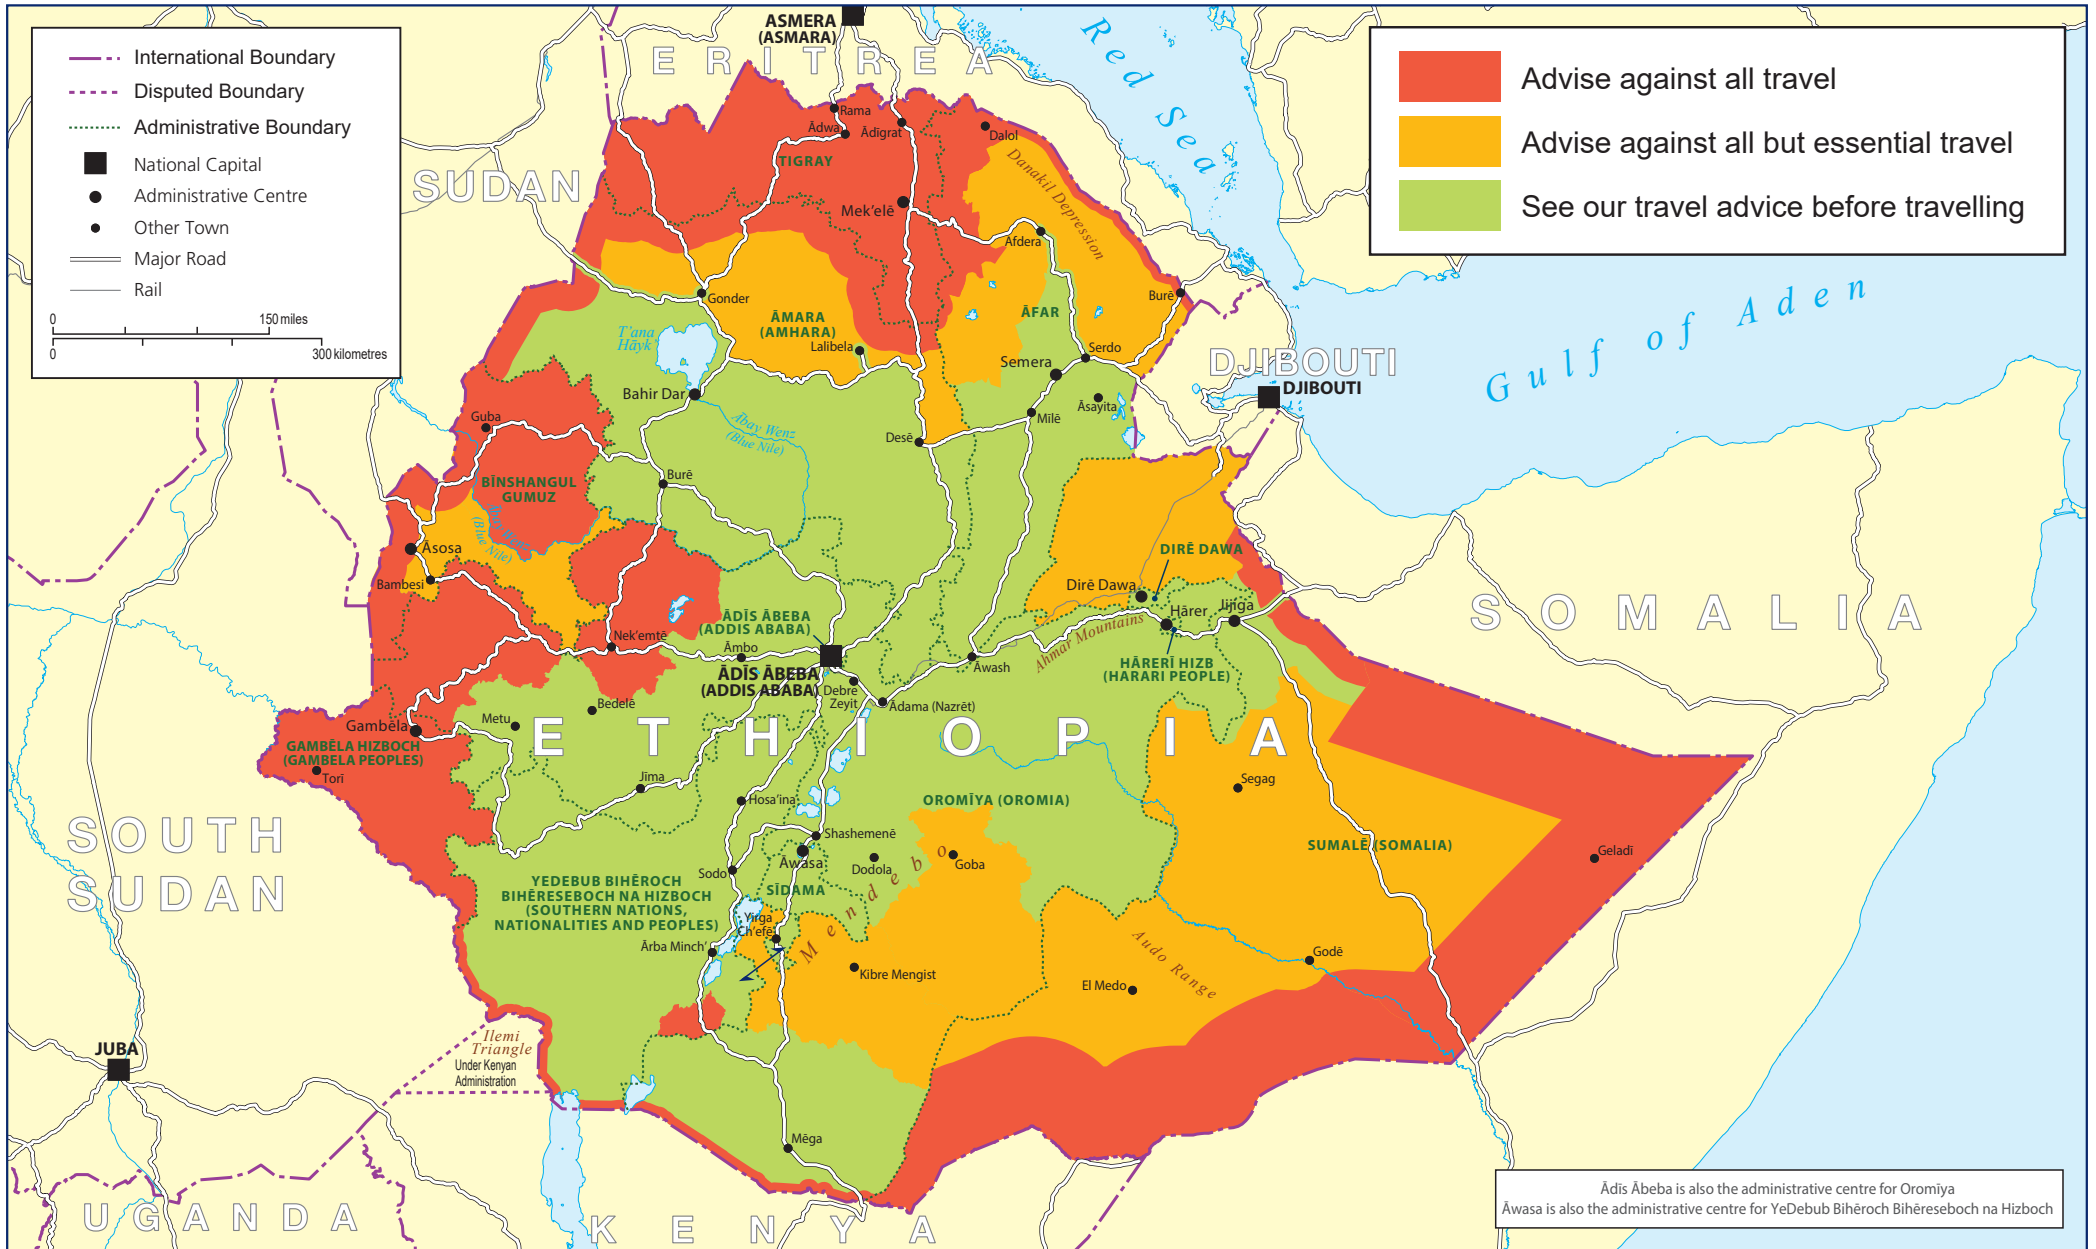 International Boundary
Disputed Boundary
Administrative Boundary
National Capital
Administrative Centre
Other Town
Major Road
Rail
0
150 miles
0
300 kilometres
Advise against all travel
Advise against all but essential travel
See our travel advice before travelling
ASMERA
(ASMARA)
ERITREA
Red Sea
SUDAN
Rama
Ādwa
Ādīgrat
Dalol
TIGRAY
Danakil Depression
Mek'elē
Afdera
Gonder
Burē
ĀMARA
(AMHARA)
ĀFAR
T'ana
Hāyk'
Lalibela
Serdo
Semera
DJIBOUTI
DJIBOUTI
Gulf of Aden
Bahir Dar
Āsayita
Mīlē
Guba
Ābay Wenz
(Blue Nile)
Desē
BĪNSHANGUL
GUMUZ
Burē
(Blue Nile)
Āsosa
Bambesi
DIRĒ DAWA
Dirē Dawa
Hārer
Jijiga
SOMALIA
ĀDĪS ĀBEBA
(ADDIS ABABA)
Nek'emtē
Āmbo
Ahmar Mountains
Āwash
HĀRERĪ HIZB
(HARARI PEOPLE)
ĀDĪS ĀBEBA
(ADDIS ABABA)
Debre
Zeyit
Ādama (Nazrēt)
Bedelē
Metu
Gambēla
ETHIOPIA
GAMBĒLA HIZBOCH
(GAMBELA PEOPLES)
Torī
Jīma
Segag
Hosa'ina
OROMĪYA (OROMIA)
SOUTH
SUDAN
Shashemenē
SUMALĒ (SOMALIA)
Geladī
Āwasa
Dodola
Goba
Sodo
Mendebo
YEDEBUB BIHĒROCH
BIHĒRESEBOCH NA HIZBOCH
(SOUTHERN NATIONS,
NATIONALITIES AND PEOPLES)
SĪDAMA
Yirga
Ch'efē
Ārba Minch'
Kibre Mengist
Audo Range
Godē
El Medo
Ilemi
Triangle
Under Kenyan
Administration
JUBA
Mēga
UGANDA
KENYA
Ādīs Ābeba is also the administrative centre for Oromīya
Āwasa is also the administrative centre for YeDebub Bihēroch Bihēreseboch na Hizboch